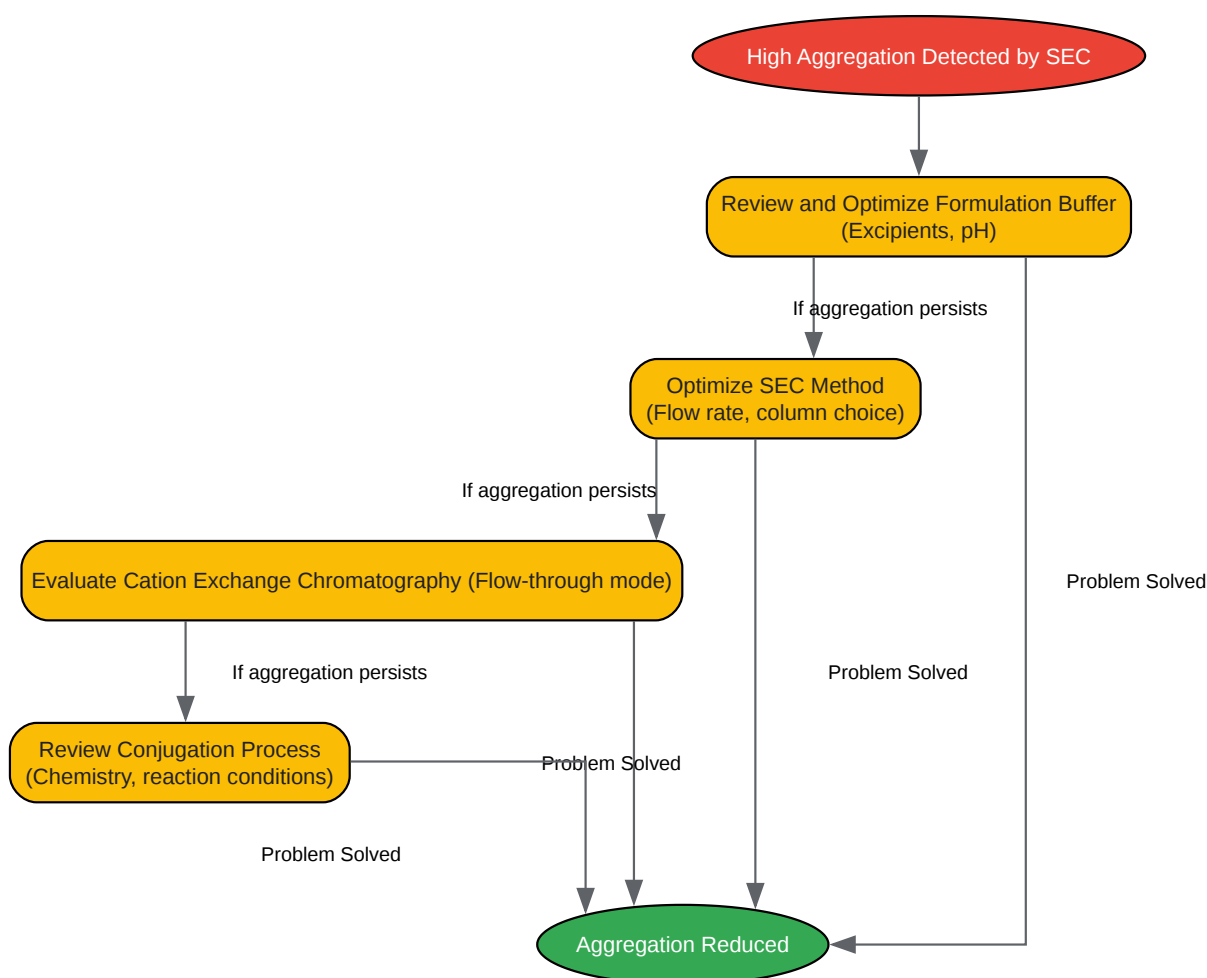 High Aggregation Detected by SEC
Review and Optimize Formulation Buffer
(Excipients, pH)
If aggregation persists
Optimize SEC Method
(Flow rate, column choice)
If aggregation persists
Evaluate Cation Exchange Chromatography (Flow-through mode)
Problem Solved
If aggregation persists
Problem Solved
Review Conjugation Process
(Chemistry, reaction conditions)
Problem Solved
Problem Solved
Aggregation Reduced